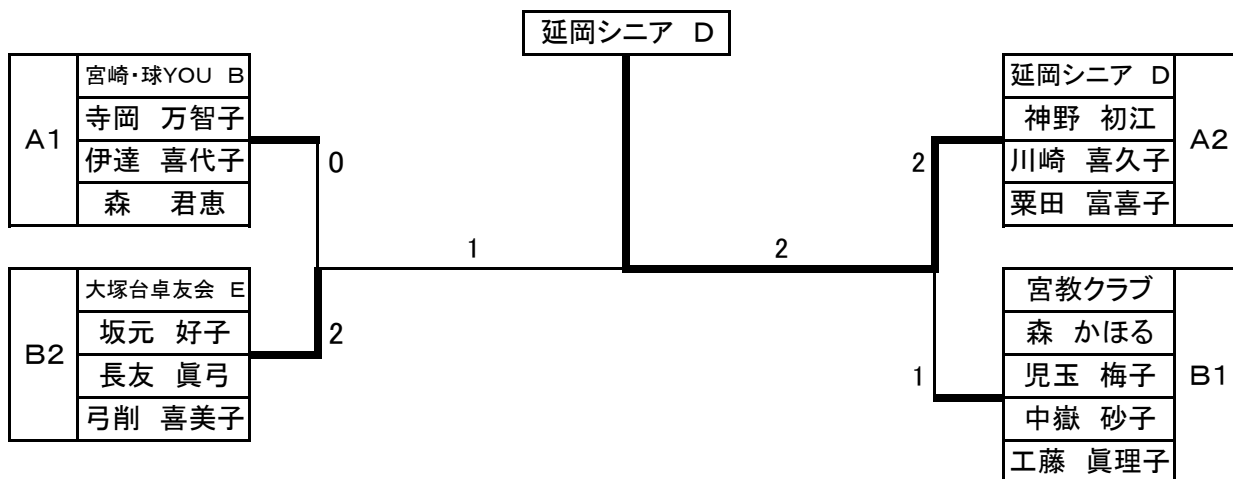 延岡シニア D
A1
宮崎・球YOU B
寺岡 万智子
伊達 喜代子
森 君恵
0
B2
大塚台卓友会 E
坂元 好子
長友 眞弓
弓削 喜美子
2
1
2
延岡シニア D
神野 初江
川崎 喜久子
粟田 富喜子
A2
2
宮教クラブ
森 かほる
児玉 梅子
中嶽 砂子
工藤 眞理子
B1
1